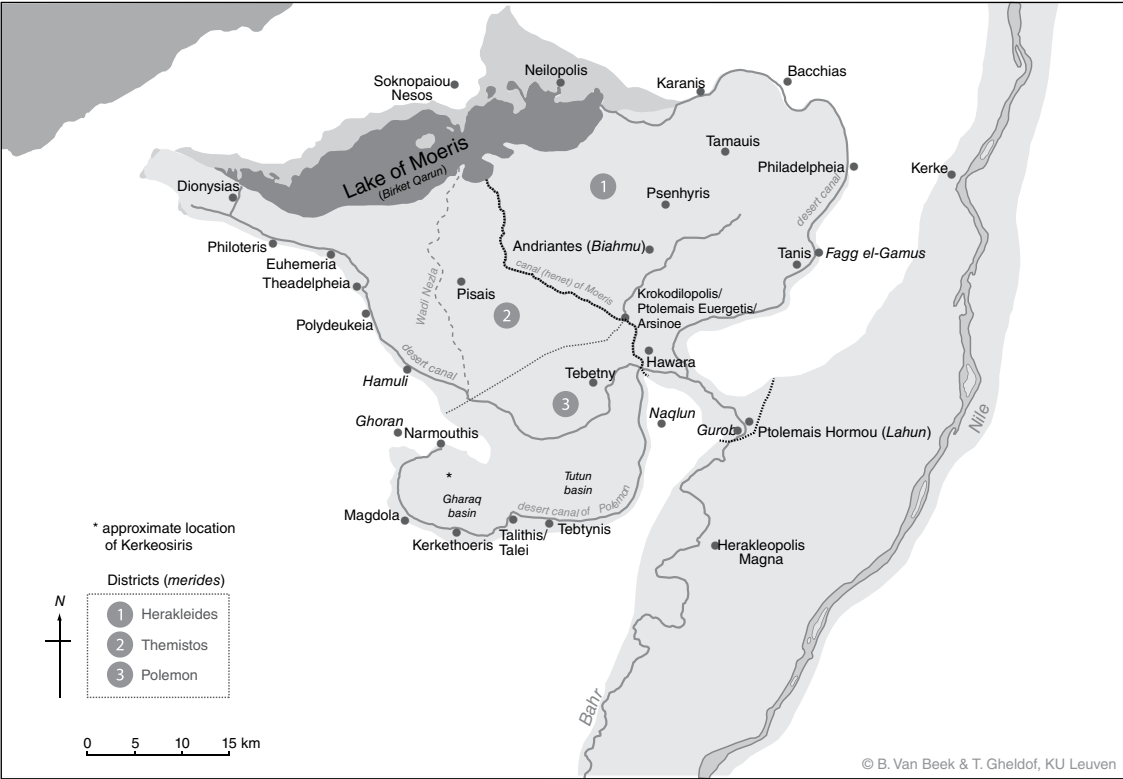 Bacchias
Neilopolis
Soknopaiou
Nesos
Karanis
Lake of Moeris
(Birket Qarun)
Tamauis
Philadelpheia
Kerke
Dionysias
1
Psenhyris
desert canal
Philoteris
Andriantes (Biahmu)
Tanis
Fagg el-Gamus
Euhemeria
Theadelpheia
canal (henet) of Moeris
Wadi Nezla
Pisais
2
Krokodilopolis/
Ptolemais Euergetis/
Arsinoe
Polydeukeia
desert canal
Hawara
Hamuli
Tebetny
3
Ghoran
Narmouthis
Naqlun
Gurob
Ptolemais Hormou (Lahun)
Nile
*
Gharaq
basin
Tutun
basin
desert canal of Polemon
Magdola
Kerkethoeris
Talithis/
Talei
Tebtynis
Herakleopolis
Magna
* approximate location
of Kerkeosiris
Districts (merides)
N
1 Herakleides
2 Themistos
3 Polemon
Bahr
0 5 10 15 km
© B. Van Beek & T. Gheldof, KU Leuven